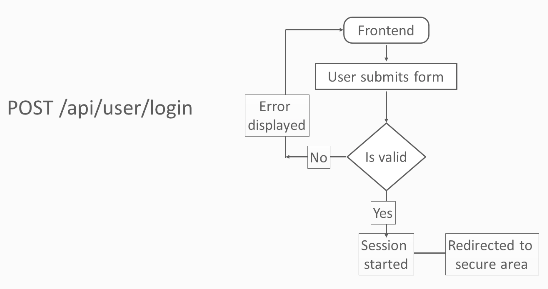 Frontend
User submits form
POST /api/user/login
Error
displayed
No
Is valid
Yes
Session
started
Redirected to
secure area